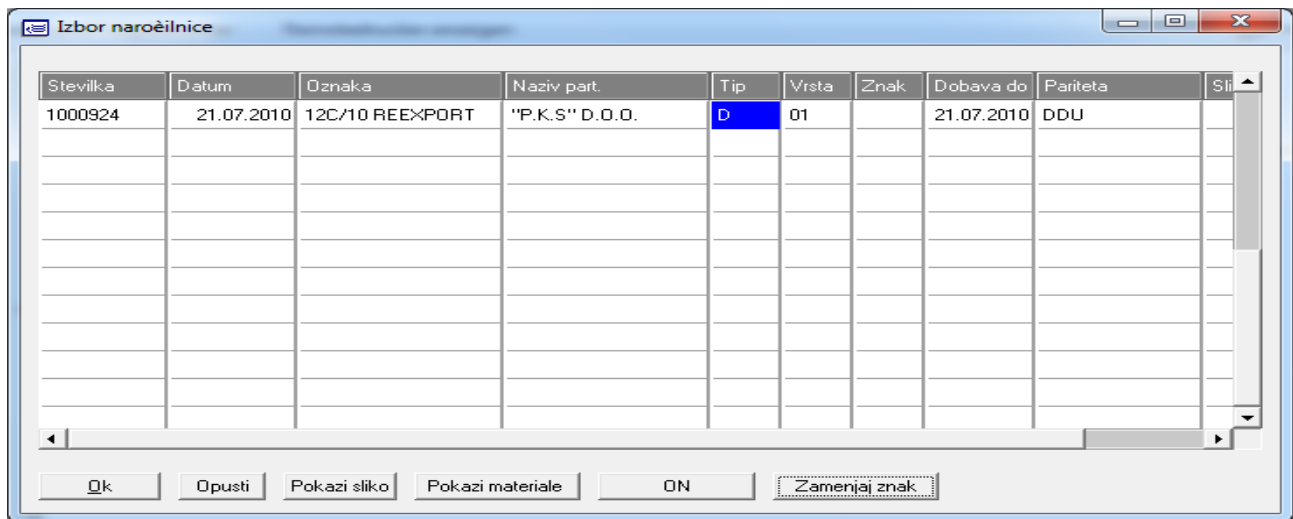 Izbor naroèilnice
Stevilka Datum Oznaka Naziv part. Tip Vrsta Znak Dobava do Pariteta Sli
1000924 21.07.2010 12C/10 REEXPORT "P.K.S" D.O.O. D 01 21.07.2010 DDU
Ok Opusti Pokazi sliko Pokazi materiale ON Zamenjaj znak